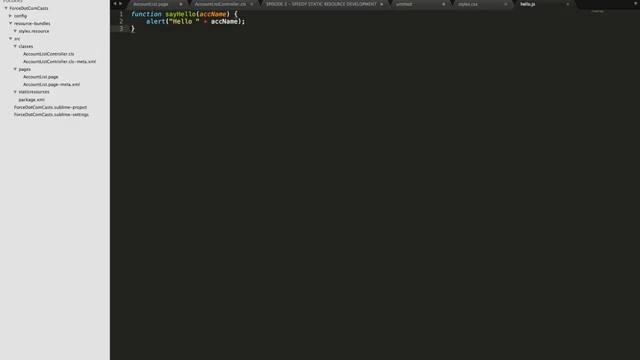 FOLDERS
ForceDotComCasts
config
resource-bundles
styles.resource
src
classes
AccountListController.cls
AccountListController.cls-meta.xml
pages
AccountList.page
AccountList.page-meta.xml
staticresources
package.xml
ForceDotComCasts.sublime-project
ForceDotComCasts.sublime-settings
AccountList.page AccountListController.cls EPISODE 2 – SPEEDY STATIC RESOURCE DEVELOPMENT untitled styles.css hello.js
1 function sayHello(accName) {
2 alert("Hello " + accName);
3 }